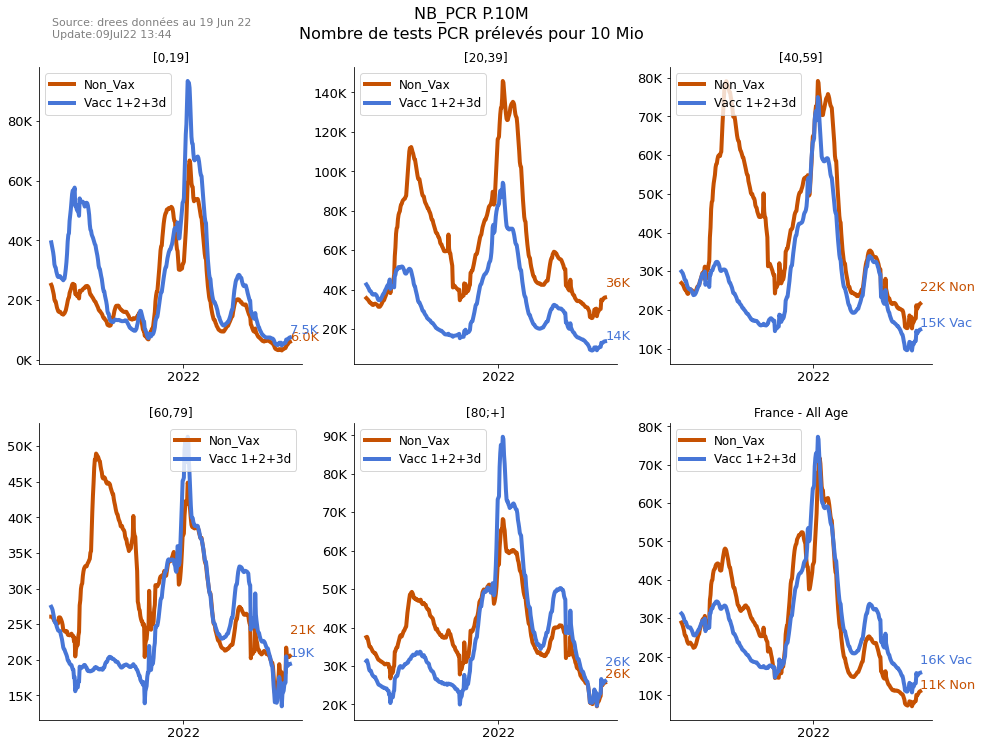 NB_PCR P.10M
Source: drees données au 19 Jun 22
Update:09Jul22 13:44
Nombre de tests PCR prélevés pour 10 Mio
[0,19]
Non_Vax
Vacc 1+2+3d
80K
60K
40K
20K
0K
7.5K
6.0K
2022
[20,39]
Non_Vax
Vacc 1+2+3d
140K
120K
100K
80K
60K
40K
20K
36K
14K
2022
[40,59]
Non_Vax
Vacc 1+2+3d
80K
70K
60K
50K
40K
30K
20K
10K
22K Non
15K Vac
2022
[60,79]
Non_Vax
Vacc 1+2+3d
50K
45K
40K
35K
30K
25K
20K
15K
21K
19K
2022
[80;+]
Non_Vax
Vacc 1+2+3d
90K
80K
70K
60K
50K
40K
30K
20K
26K
26K
2022
France - All Age
Non_Vax
Vacc 1+2+3d
80K
70K
60K
50K
40K
30K
20K
10K
16K Vac
11K Non
2022